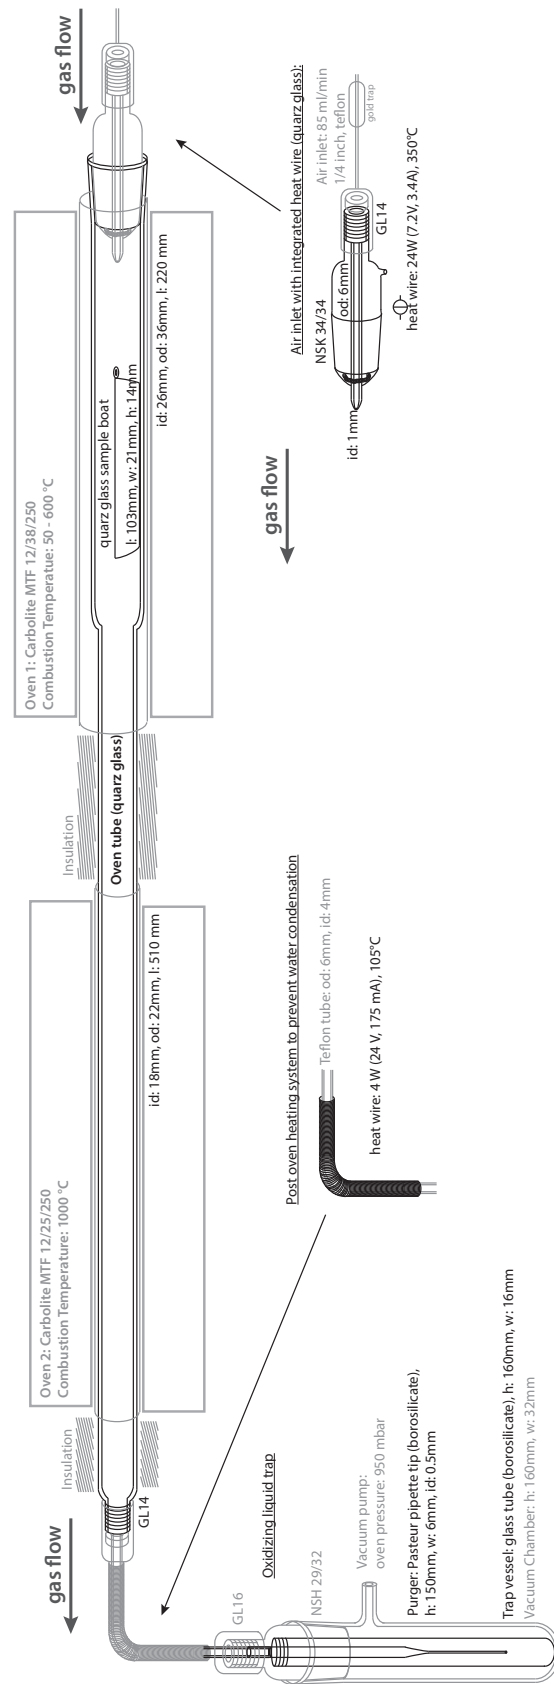 gas flow
Oven 1: Carbolite MTF 12/38/250
Combustion Temperatue: 50 - 600 °C
quarz glass sample boat
l: 103mm, w: 21mm, h: 14mm
id: 26mm, od: 36mm, l: 220 mm
Insulation
Oven tube (quarz glass)
Oven 2: Carbolite MTF 12/25/250
Combustion Temperature: 1000 °C
id: 18mm, od: 22mm, l: 510 mm
Insulation
GL14
gas flow
Air inlet with integrated heat wire (quarz glass):
Air inlet: 85 ml/min
1/4 inch, teflon
gold trap
NSK 34/34
od: 6mm
GL14
id: 1mm
heat wire: 24W (7.2V, 3.4A), 350°C
gas flow
Post oven heating system to prevent water condensation
Teflon tube: od: 6mm, id: 4mm
heat wire: 4 W (24 V, 175 mA), 105°C
GL16
Oxidizing liquid trap
NSH 29/32
Vacuum pump:
oven pressure: 950 mbar
Purger: Pasteur pipette tip (borosilicate),
h: 150mm, w: 6mm, id: 0.5mm
Trap vessel: glass tube (borosilicate), h: 160mm, w: 16mm
Vacuum Chamber: h: 160mm, w: 32mm